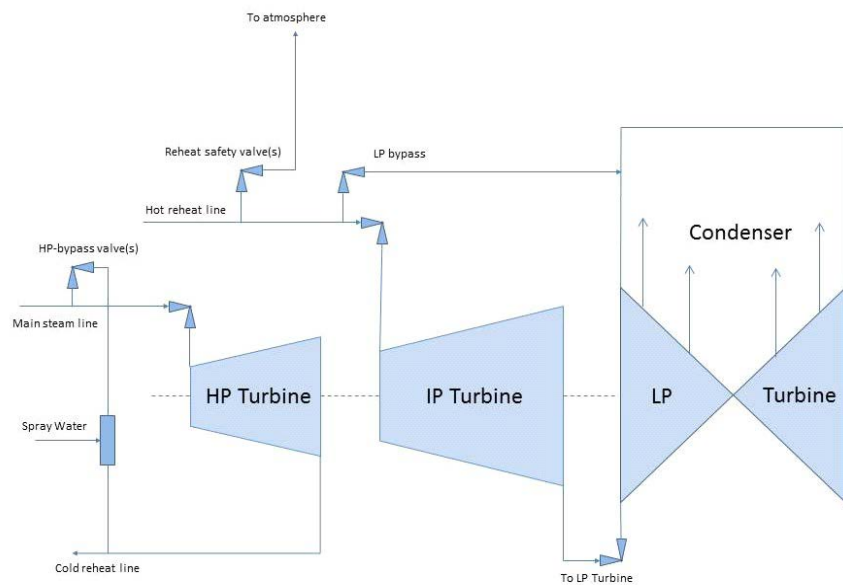 To atmosphere
Reheat safety valve(s)
LP bypass
Hot reheat line
HP-bypass valve(s)
Condenser
Main steam line
HP Turbine
IP Turbine
LP
Turbine
Spray Water
Cold reheat line
To LP Turbine